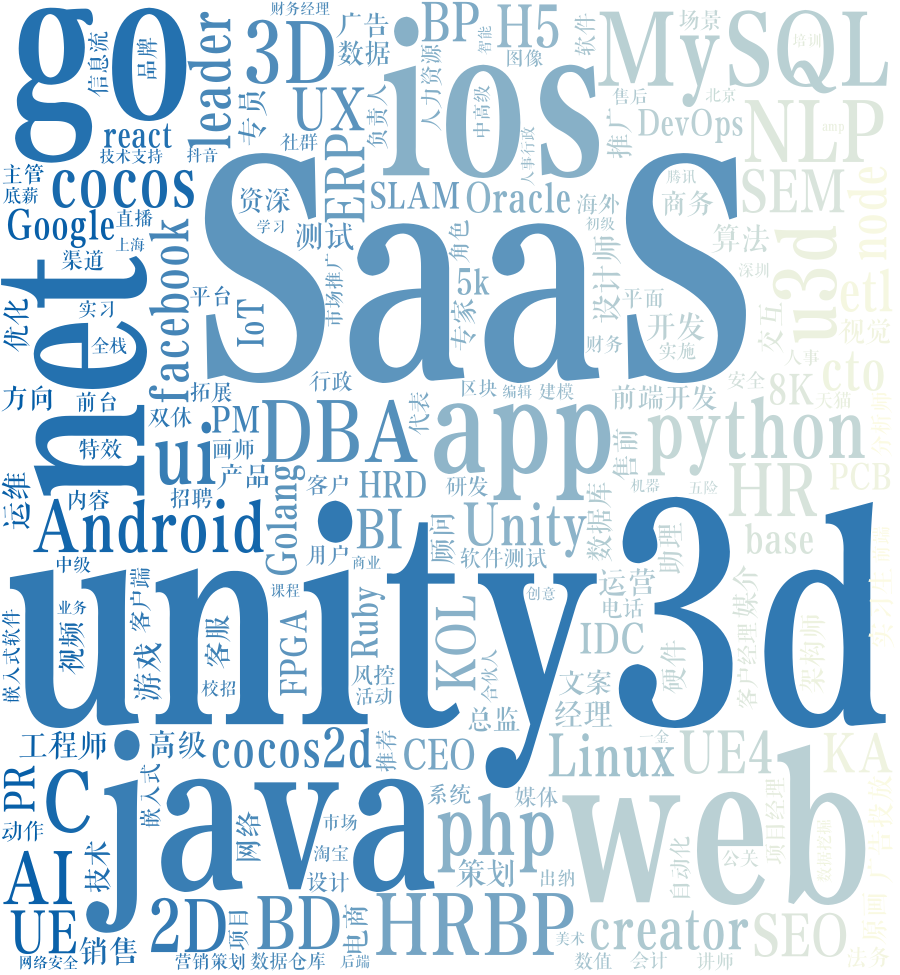 go
信息流
品牌
leader
财务经理
3D
广告
数据
BP
H5
智能
软件
图像
MySQL
场景
培训
ios
人力资源
中高级
负责人
专员
UX
社群
react
技术支持
抖音
ERP
人事行政
推广
售后
北京
DevOps
NLP
amp
node
主管
底薪
cocos
资深
SLAM
Oracle
海外
初级
腾讯
商务
SEM
Google
直播
上海
facebook
学习
测试
角色
SaaS
算法
u3d
渠道
市场推广
5k
设计师
平面
深圳
etl
net
优化
实习
平台
IoT
专家
开发
财务
实施
交互
视觉
全栈
人事
cto
方向
前台
拓展
行政
区块
编辑
建模
前端开发
安全
8K
天猫
双休
PM
DBA
代表
app
python
特效
ui
画师
售前
产品
运维
内容
招聘
Golang
客户
HRD
研发
数据库
机器
五险
HR
PCB
Android
BI
顾问
Unity
助理
base
用户
商业
软件测试
中级
unity3d
课程
创意
运营
电话
媒介
嵌入式软件
业务
视频
客户端
客服
游戏
校招
FPGA
Ruby
风控
活动
KOL
合伙人
IDC
文案
经理
硬件
客户经理
架构师
总监
工程师
高级
cocos2d
推荐
CEO
Linux
一金
UE4
KA
PR
C
java
嵌入式
系统
媒体
web
项目经理
广告投放
动作
网络
市场
php
淘宝
策划
自动化
公关
数据挖掘
AI
技术
设计
出纳
UE
销售
2D
项目
BD
电商
HRBP
美术
creator
SEO
原画
网络安全
营销策划
数据仓库
后端
数值
会计
讲师
法务